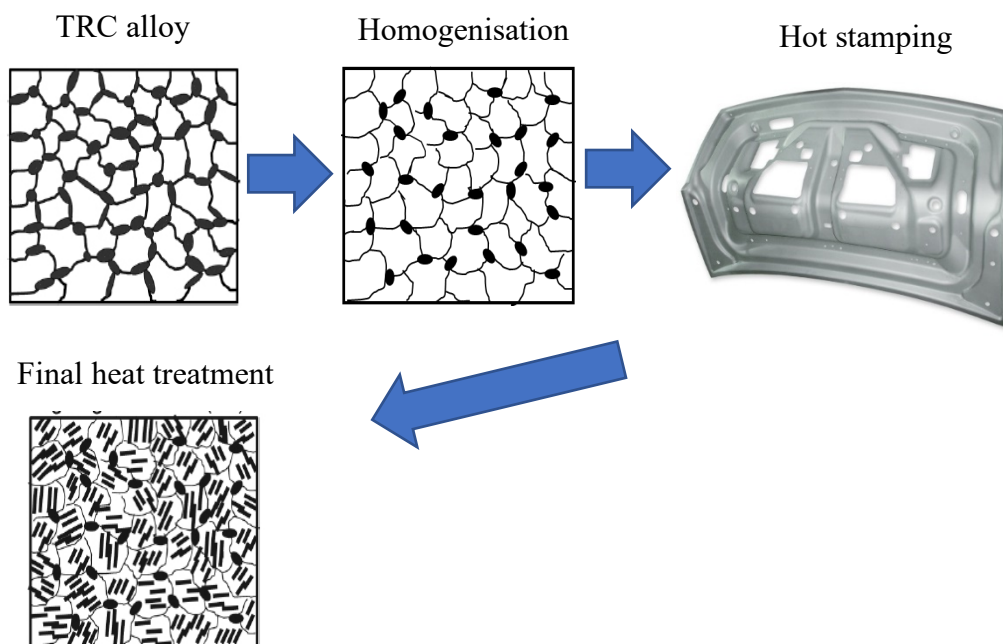 TRC alloy
Homogenisation
Hot stamping
Final heat treatment